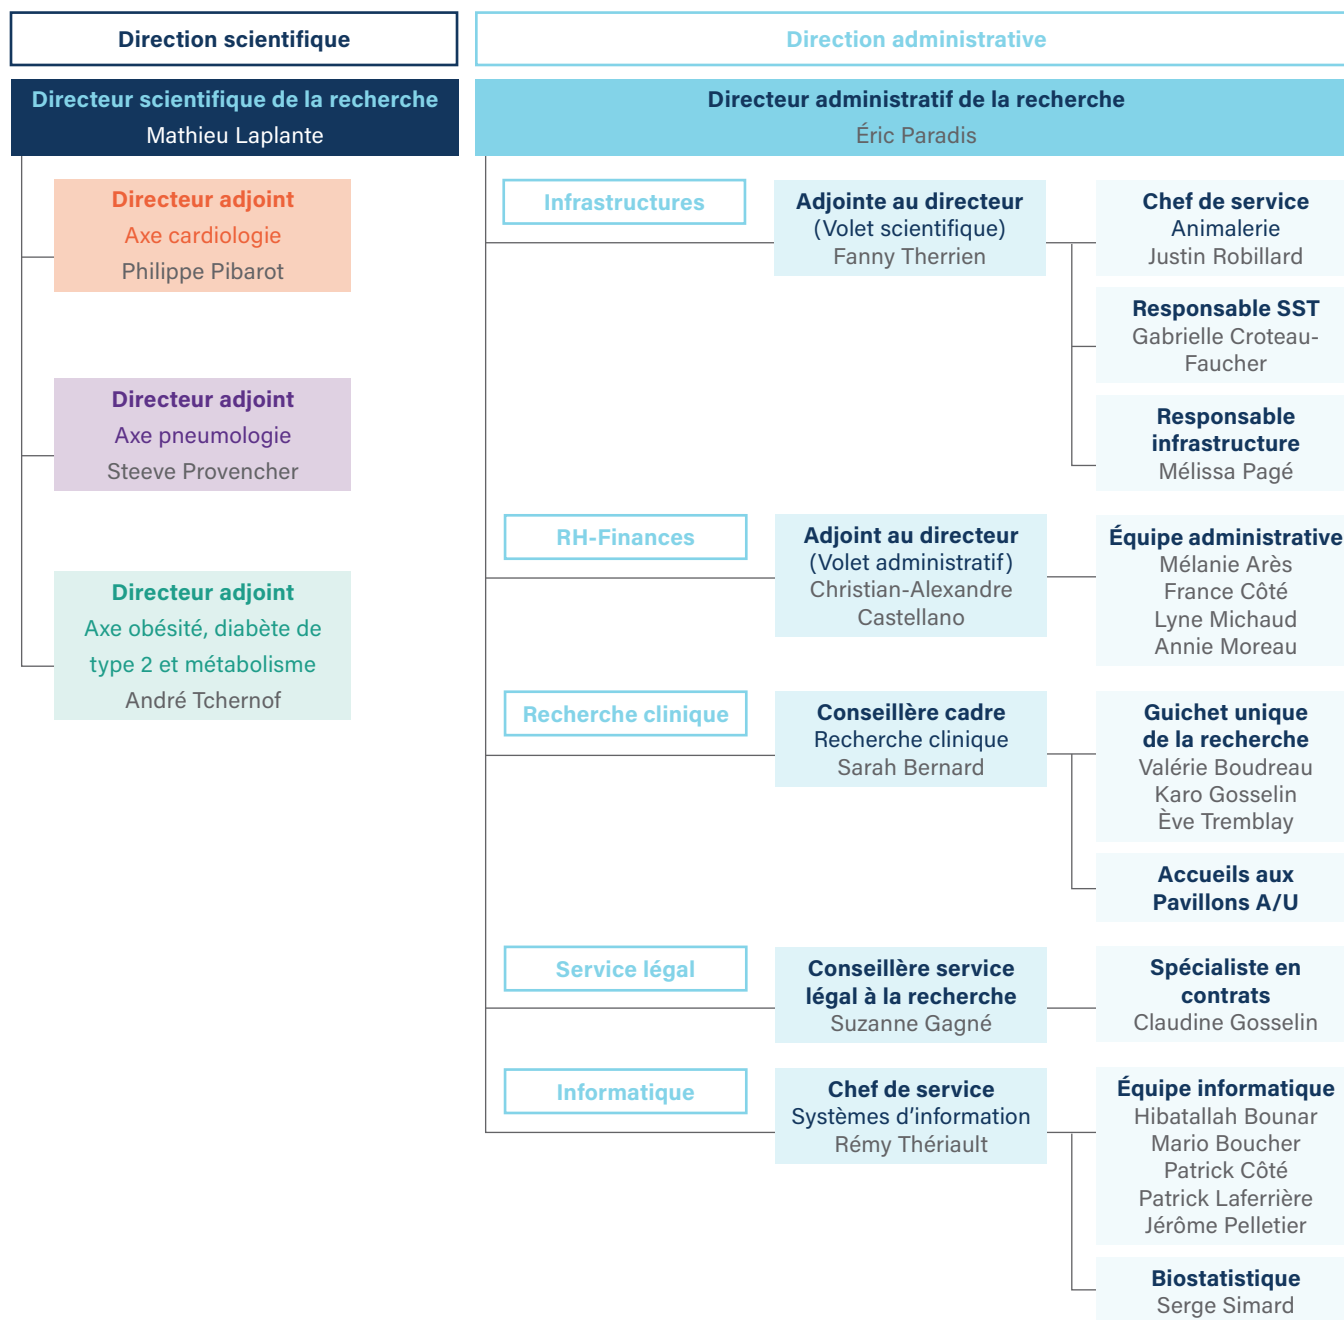 Direction scientifique
Directeur scientifique de la recherche
Mathieu Laplante
Directeur adjoint
Axe cardiologie
Philippe Pibarot
Directeur adjoint
Axe pneumologie
Steeve Provencher
Directeur adjoint
Axe obésité, diabète de
type 2 et métabolisme
André Tchernof
Direction administrative
Directeur administratif de la recherche
Éric Paradis
Infrastructures
Adjointe au directeur
(Volet scientifique)
Fanny Therrien
Chef de service
Animalerie
Justin Robillard
Responsable SST
Gabrielle Croteau-
Faucher
Responsable
infrastructure
Mélissa Pagé
RH-Finances
Adjoint au directeur
(Volet administratif)
Christian-Alexandre
Castellano
Équipe administrative
Mélanie Arès
France Côté
Lyne Michaud
Annie Moreau
Recherche clinique
Conseillère cadre
Recherche clinique
Sarah Bernard
Guichet unique
de la recherche
Valérie Boudreau
Karo Gosselin
Ève Tremblay
Accueils aux
Pavillons A/U
Service légal
Conseillère service
légal à la recherche
Suzanne Gagné
Spécialiste en
contrats
Claudine Gosselin
Informatique
Chef de service
Systèmes d'information
Rémy Thériault
Équipe informatique
Hibatallah Bounar
Mario Boucher
Patrick Côté
Patrick Laferrière
Jérôme Pelletier
Biostatistique
Serge Simard